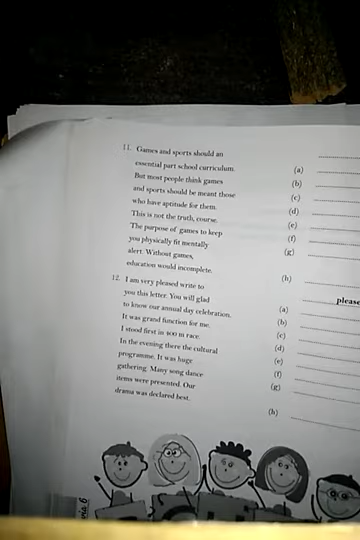 11. Games and sports should an
essential part school curriculum. (a)
But most people think games (b)
and sports should be meant those (c)
who have aptitude for them. (d)
This is not the truth, course. (e)
The purpose of games to keep (f)
you physically fit mentally (g)
alert. Without games,
education would incomplete. (h)
12. I am very pleased write to
you this letter. You will glad please
to know our annual day celebration. (a)
It was grand function for me. (b)
I stood first in 800 m race. (c)
In the evening there the cultural (d)
programme. It was huge (e)
gathering. Many song dance (f)
items were presented. Our (g)
drama was declared best.
(h)